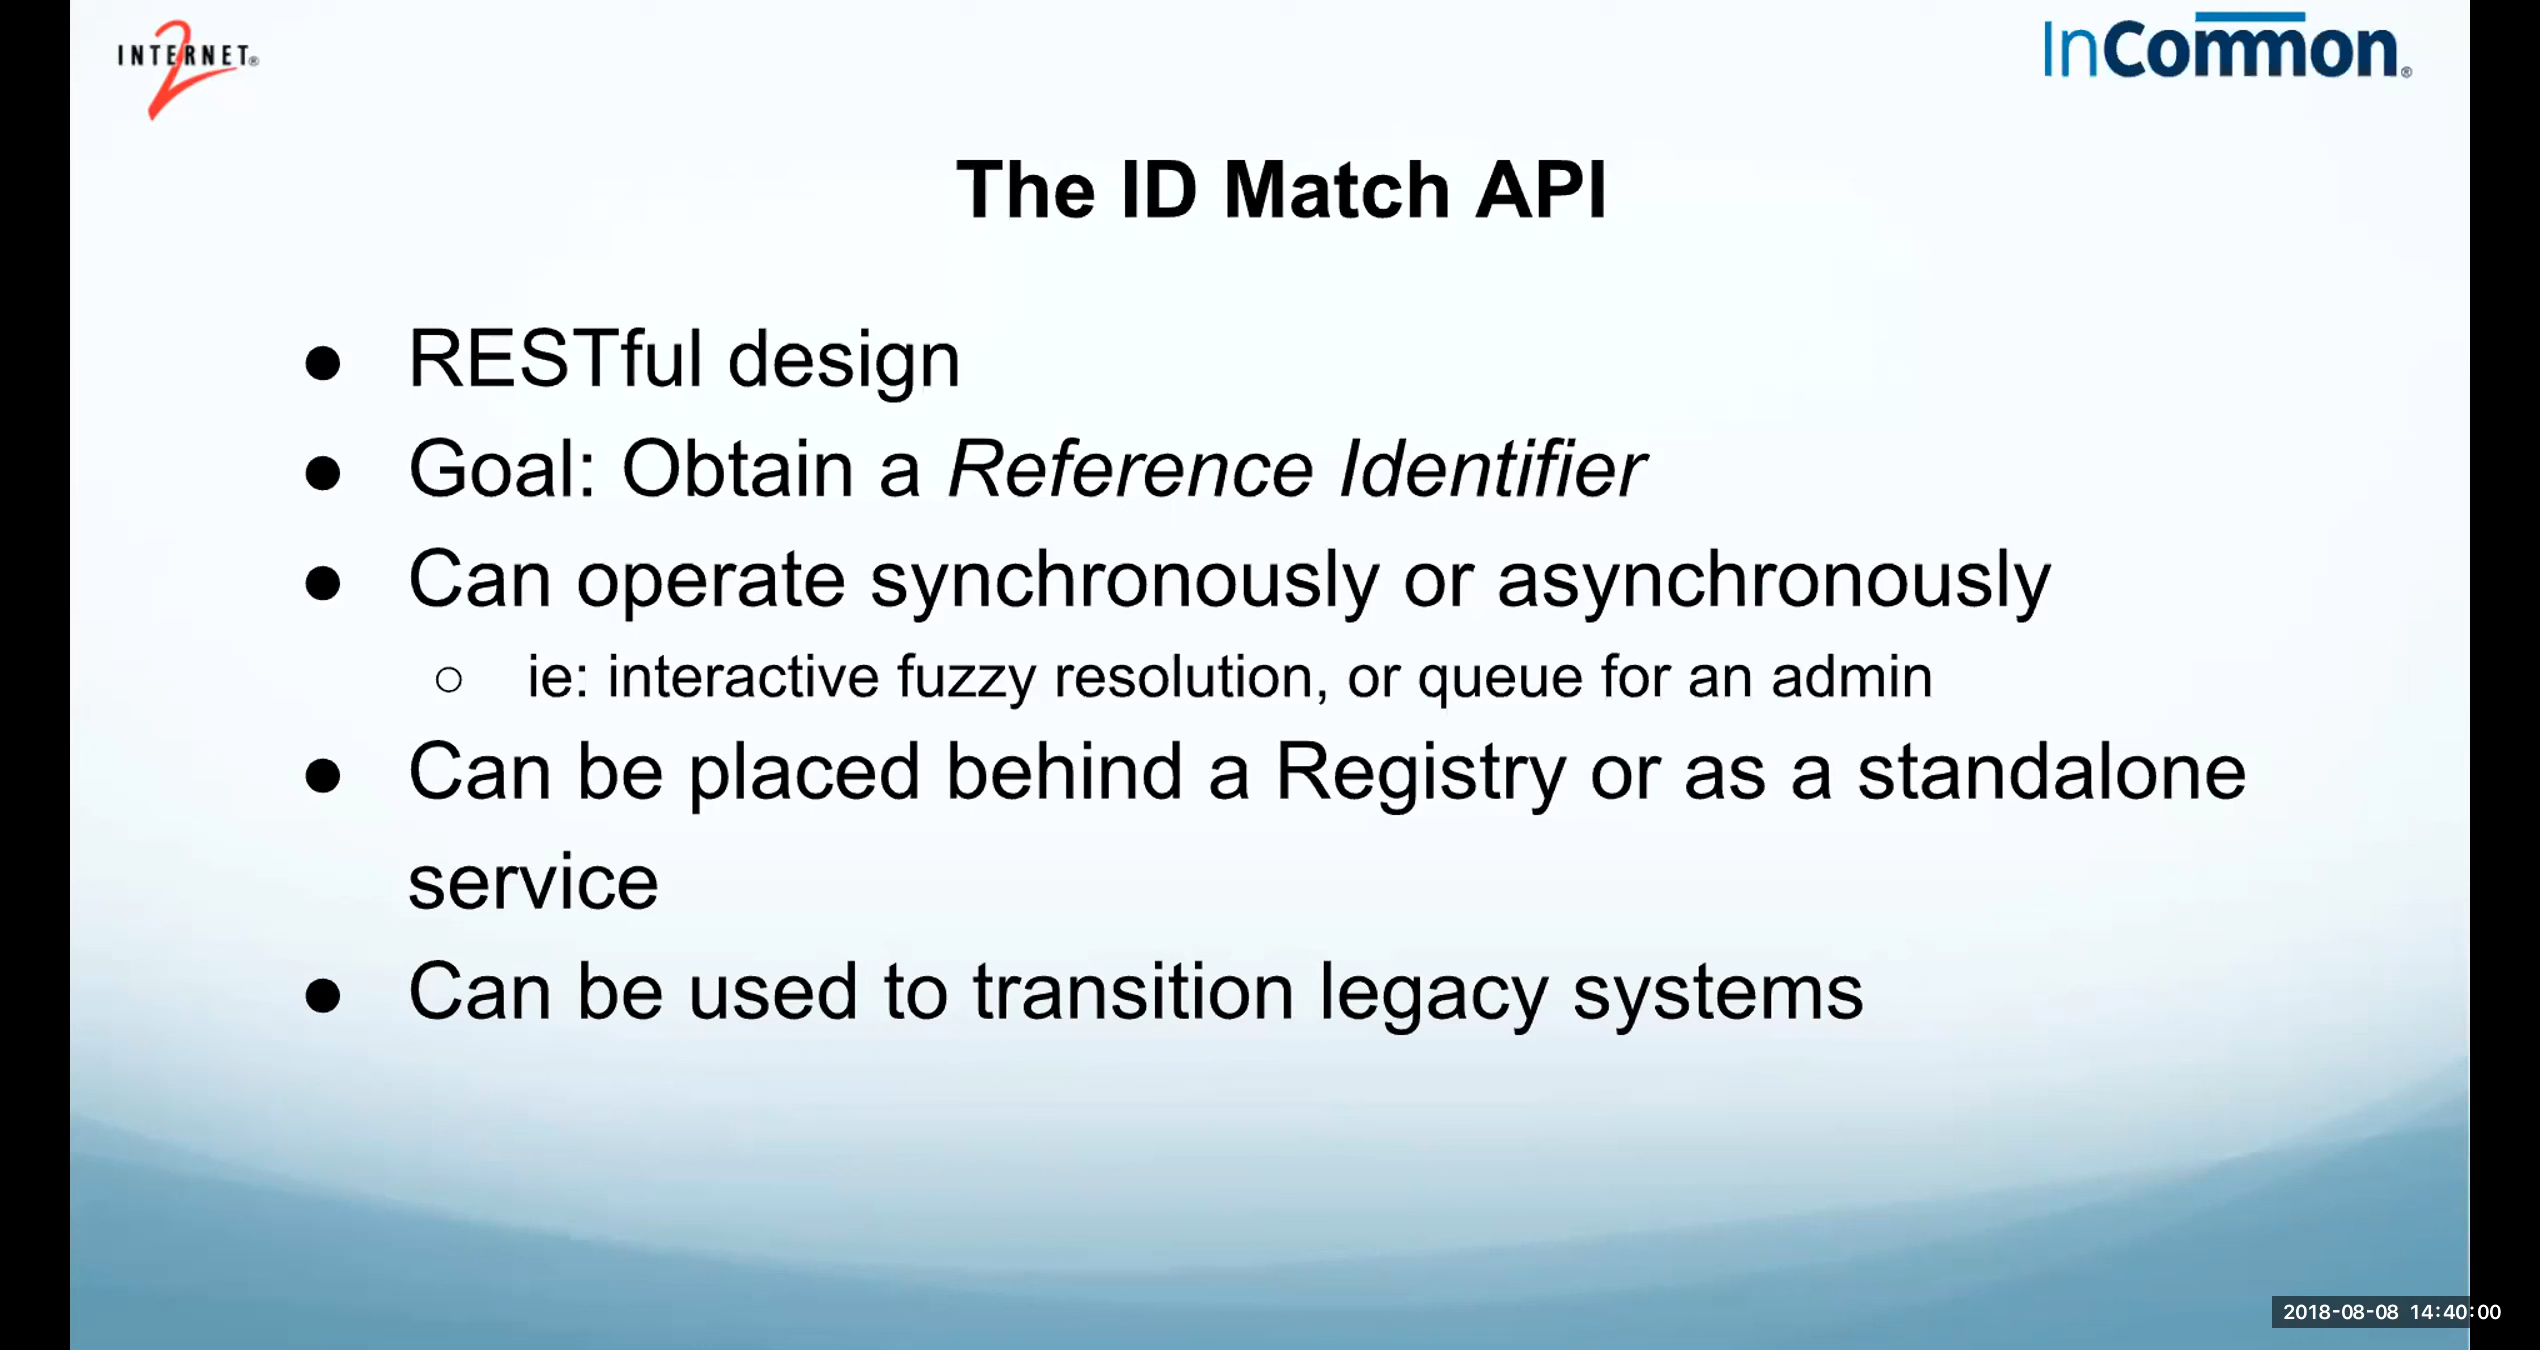 INTERNET®
2
InCommon®
The ID Match API
● RESTful design
● Goal: Obtain a Reference Identifier
● Can operate synchronously or asynchronously
○ ie: interactive fuzzy resolution, or queue for an admin
● Can be placed behind a Registry or as a standalone
service
● Can be used to transition legacy systems
2018-08-08 14:40:00